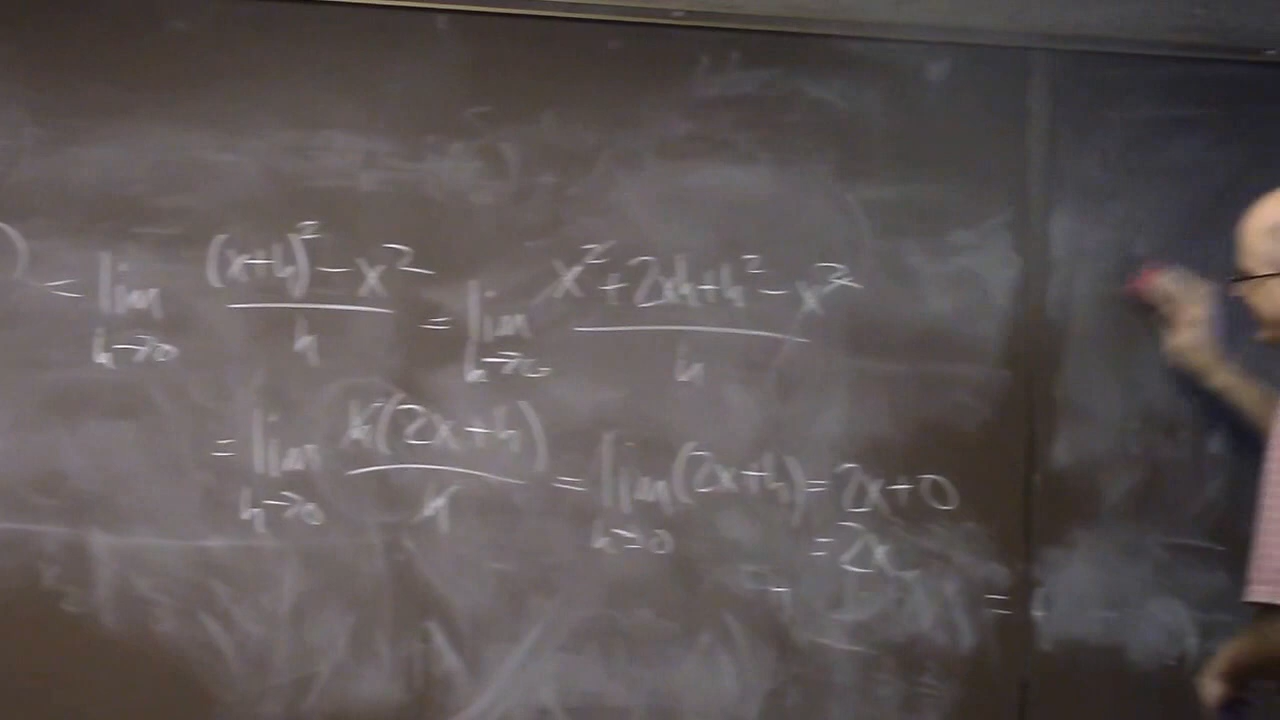 ) = lim h→0 (x+h)² - x² / h = lim h→0 x² + 2xh + h² - x² / h
= lim h→0 h(2x+h) / h = lim h→0 (2x+h) = 2x+0
= 2x
=